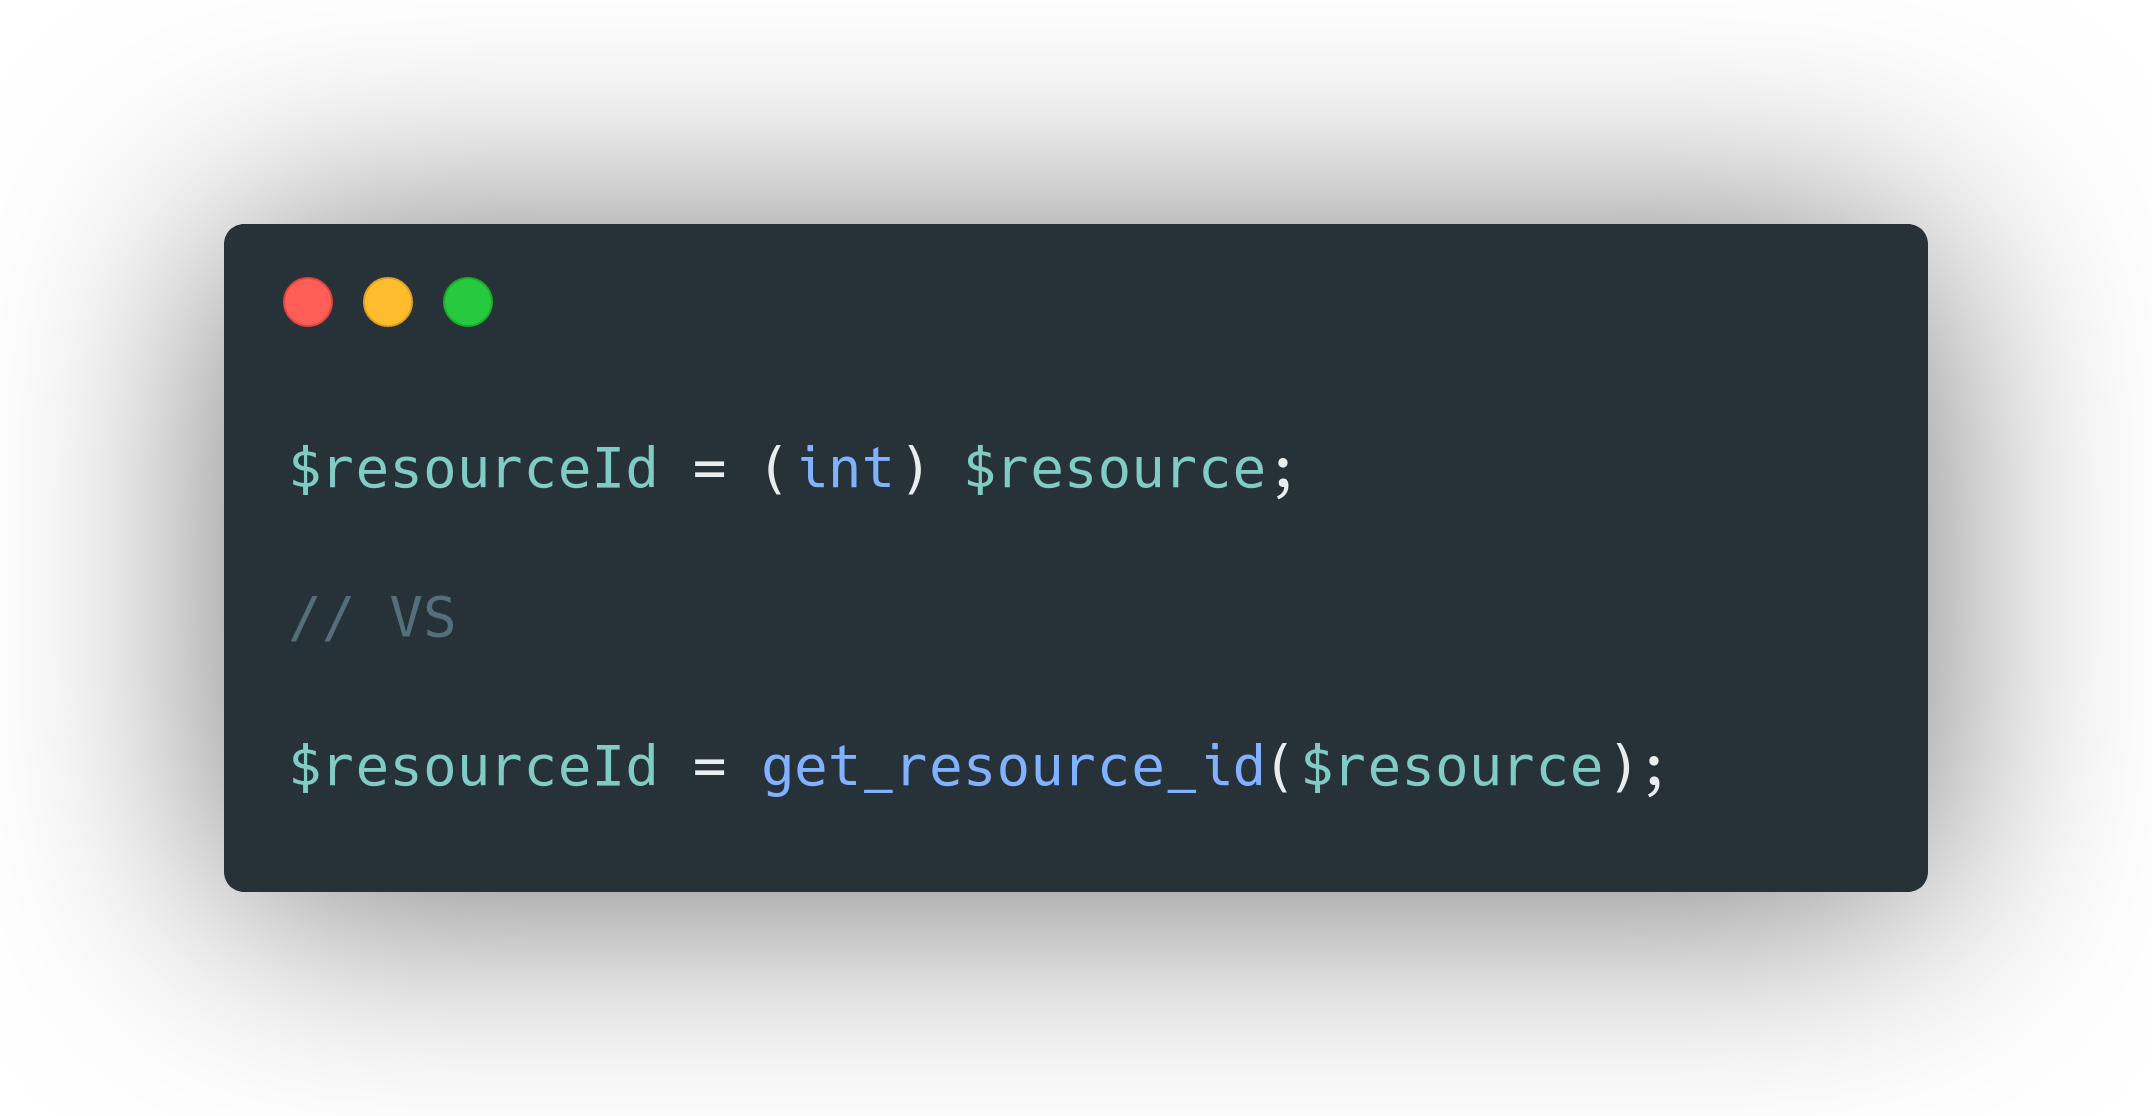 $resourceId = (int) $resource;
// VS
$resourceId = get_resource_id($resource);